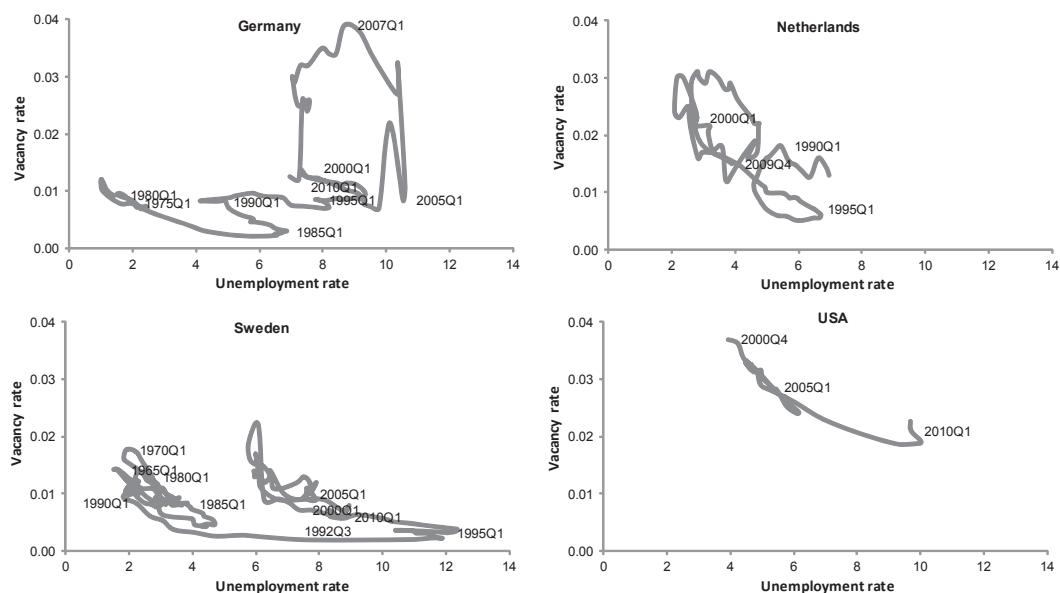 Germany
Vacancy rate
0.04
0.03
0.02
0.01
0.00
2007Q1
2000Q1
2010Q1
1995Q1
2005Q1
1990Q1
1980Q1
1975Q1
1985Q1
0 2 4 6 8 10 12 14
Unemployment rate
Netherlands
Vacancy rate
0.04
0.03
0.02
0.01
0.00
2000Q1
1990Q1
2009Q4
1995Q1
0 2 4 6 8 10 12 14
Unemployment rate
Sweden
Vacancy rate
0.04
0.03
0.02
0.01
0.00
1970Q1
1965Q1
1980Q1
1990Q1
1985Q1
2005Q1
2000Q1
2010Q1
1992Q3
1995Q1
0 2 4 6 8 10 12 14
Unemployment rate
USA
Vacancy rate
0.04
0.03
0.02
0.01
0.00
2000Q4
2005Q1
2010Q1
0 2 4 6 8 10 12 14
Unemployment rate